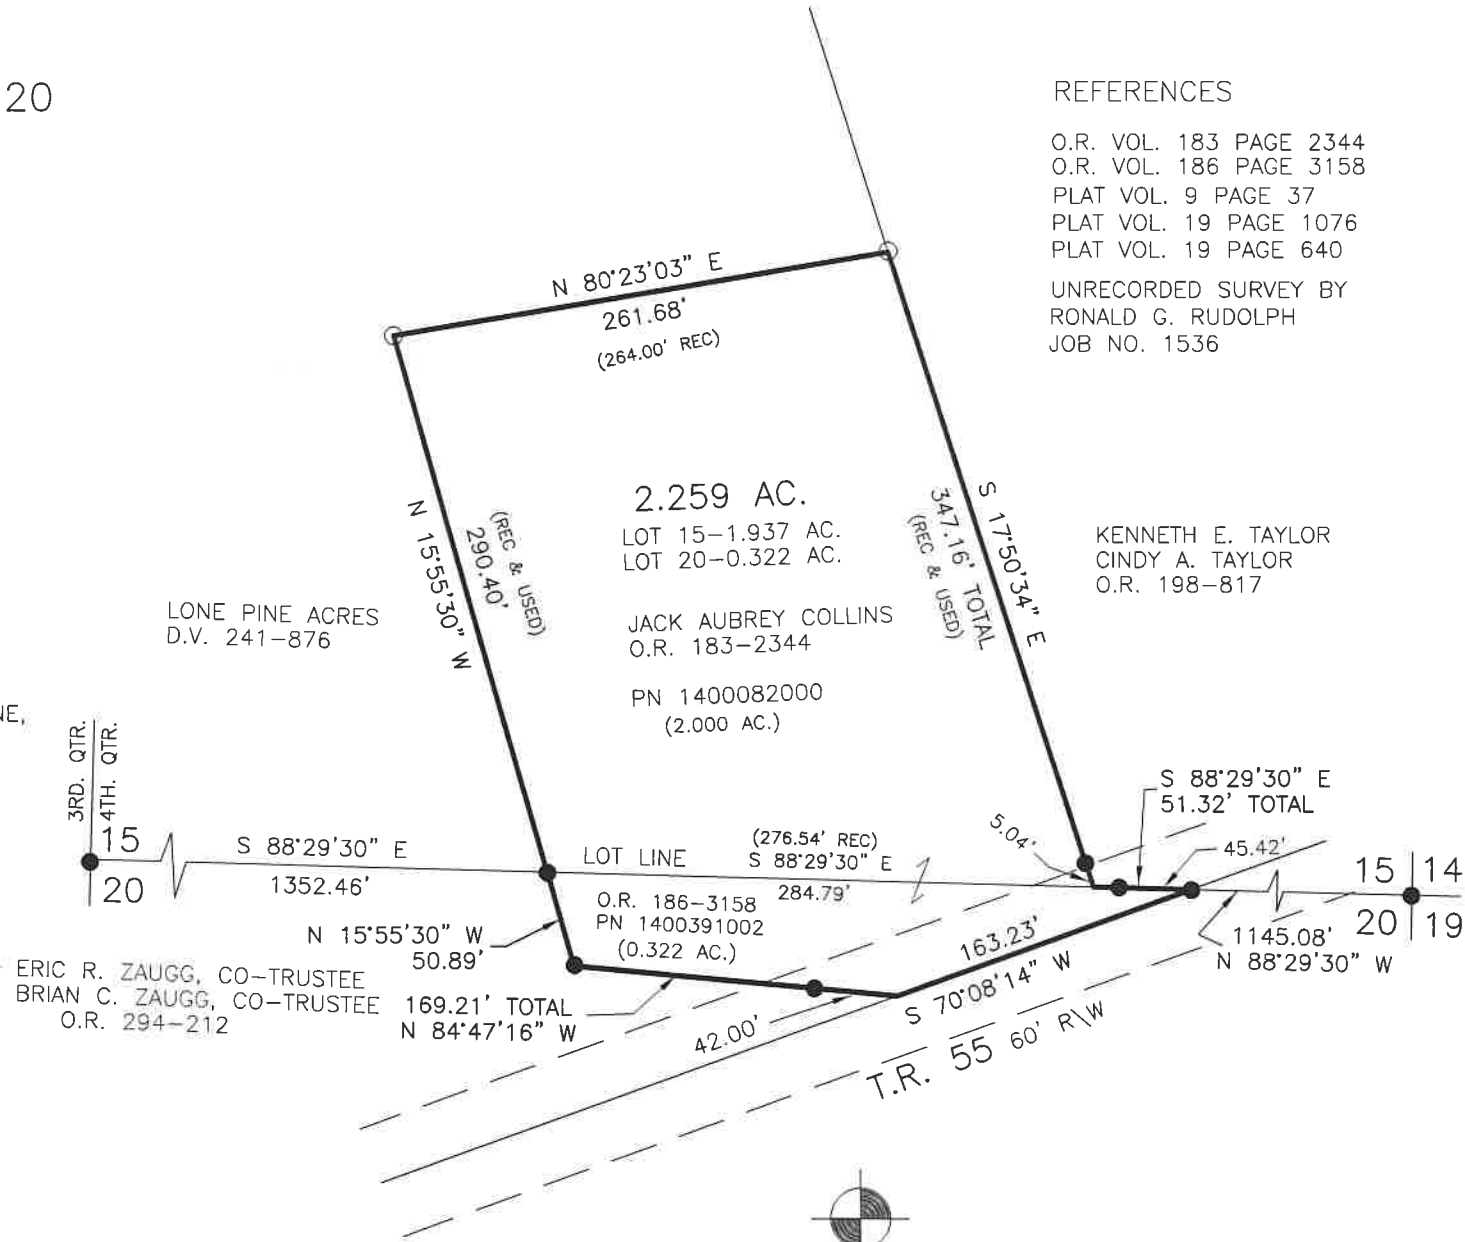 20
REFERENCES
O.R. VOL. 183 PAGE 2344
O.R. VOL. 186 PAGE 3158
PLAT VOL. 9 PAGE 37
PLAT VOL. 19 PAGE 1076
PLAT VOL. 19 PAGE 640
UNRECORDED SURVEY BY
RONALD G. RUDOLPH
JOB NO. 1536
N 80°23'03" E
261.68'
(264.00' REC)
N 15°55'30" W
290.40'
(REC & USED)
2.259 AC.
LOT 15-1.937 AC.
LOT 20-0.322 AC.
JACK AUBREY COLLINS
O.R. 183-2344
PN 1400082000
(2.000 AC.)
S 17°50'34" E
347.16' TOTAL
(REC & USED)
KENNETH E. TAYLOR
CINDY A. TAYLOR
O.R. 198-817
LONE PINE ACRES
D.V. 241-876
NE,
3RD. QTR.
4TH. QTR.
15
20
S 88°29'30" E
1352.46'
LOT LINE
(276.54' REC)
S 88°29'30" E
284.79'
5.04'
S 88°29'30" E
51.32' TOTAL
45.42'
15 14
20 19
1145.08'
N 88°29'30" W
O.R. 186-3158
PN 1400391002
(0.322 AC.)
N 15°55'30" W
50.89'
ERIC R. ZAUGG, CO-TRUSTEE
BRIAN C. ZAUGG, CO-TRUSTEE
O.R. 294-212
169.21' TOTAL
N 84°47'16" W
42.00'
163.23'
S 70°08'14" W
T.R. 55 60' R\W